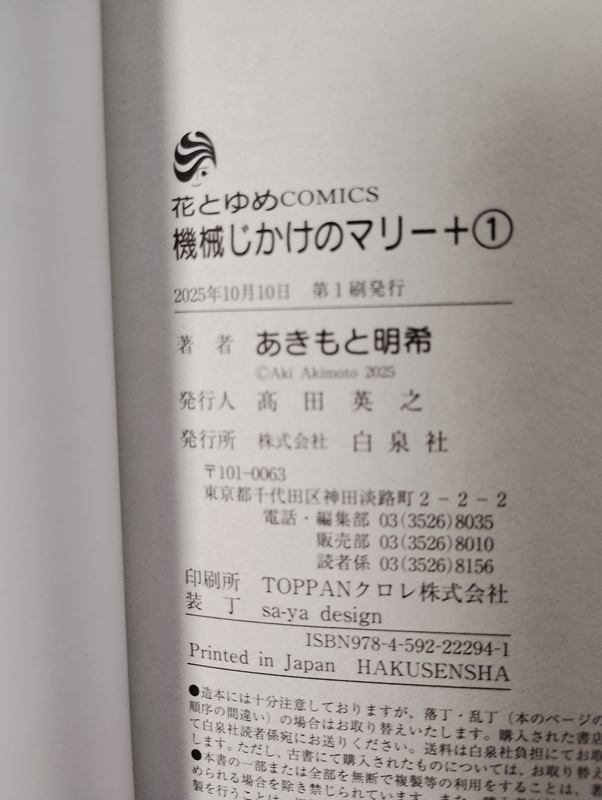 花とゆめCOMICS
機械じかけのマリー+①
2025年10月10日　第1刷発行
著　者　あきもと明希
©Aki Akimoto 2025
発行人　髙　田　英　之
発行所　株式会社　白　泉　社
〒101-0063
東京都千代田区神田淡路町2－2－2
電話・編集部 03(3526)8035
販売部 03(3526)8010
読者係 03(3526)8156
印刷所　TOPPANクロレ株式会社
装　丁　sa-ya design
ISBN978-4-592-22294-1
Printed in Japan　HAKUSENSHA
●造本には十分注意しておりますが、落丁・乱丁（本のページの
順序の間違い）の場合はお取り替えいたします。購入された書店
て白泉社読者係宛にお送りください。送料は白泉社負担にてお取
します。ただし、古書にて購入されたものについては、お取り替え
●本書の一部または全部を無断で複製等の利用をすることは、著
められる場合を除き禁じられています。また、
製を行うことは、